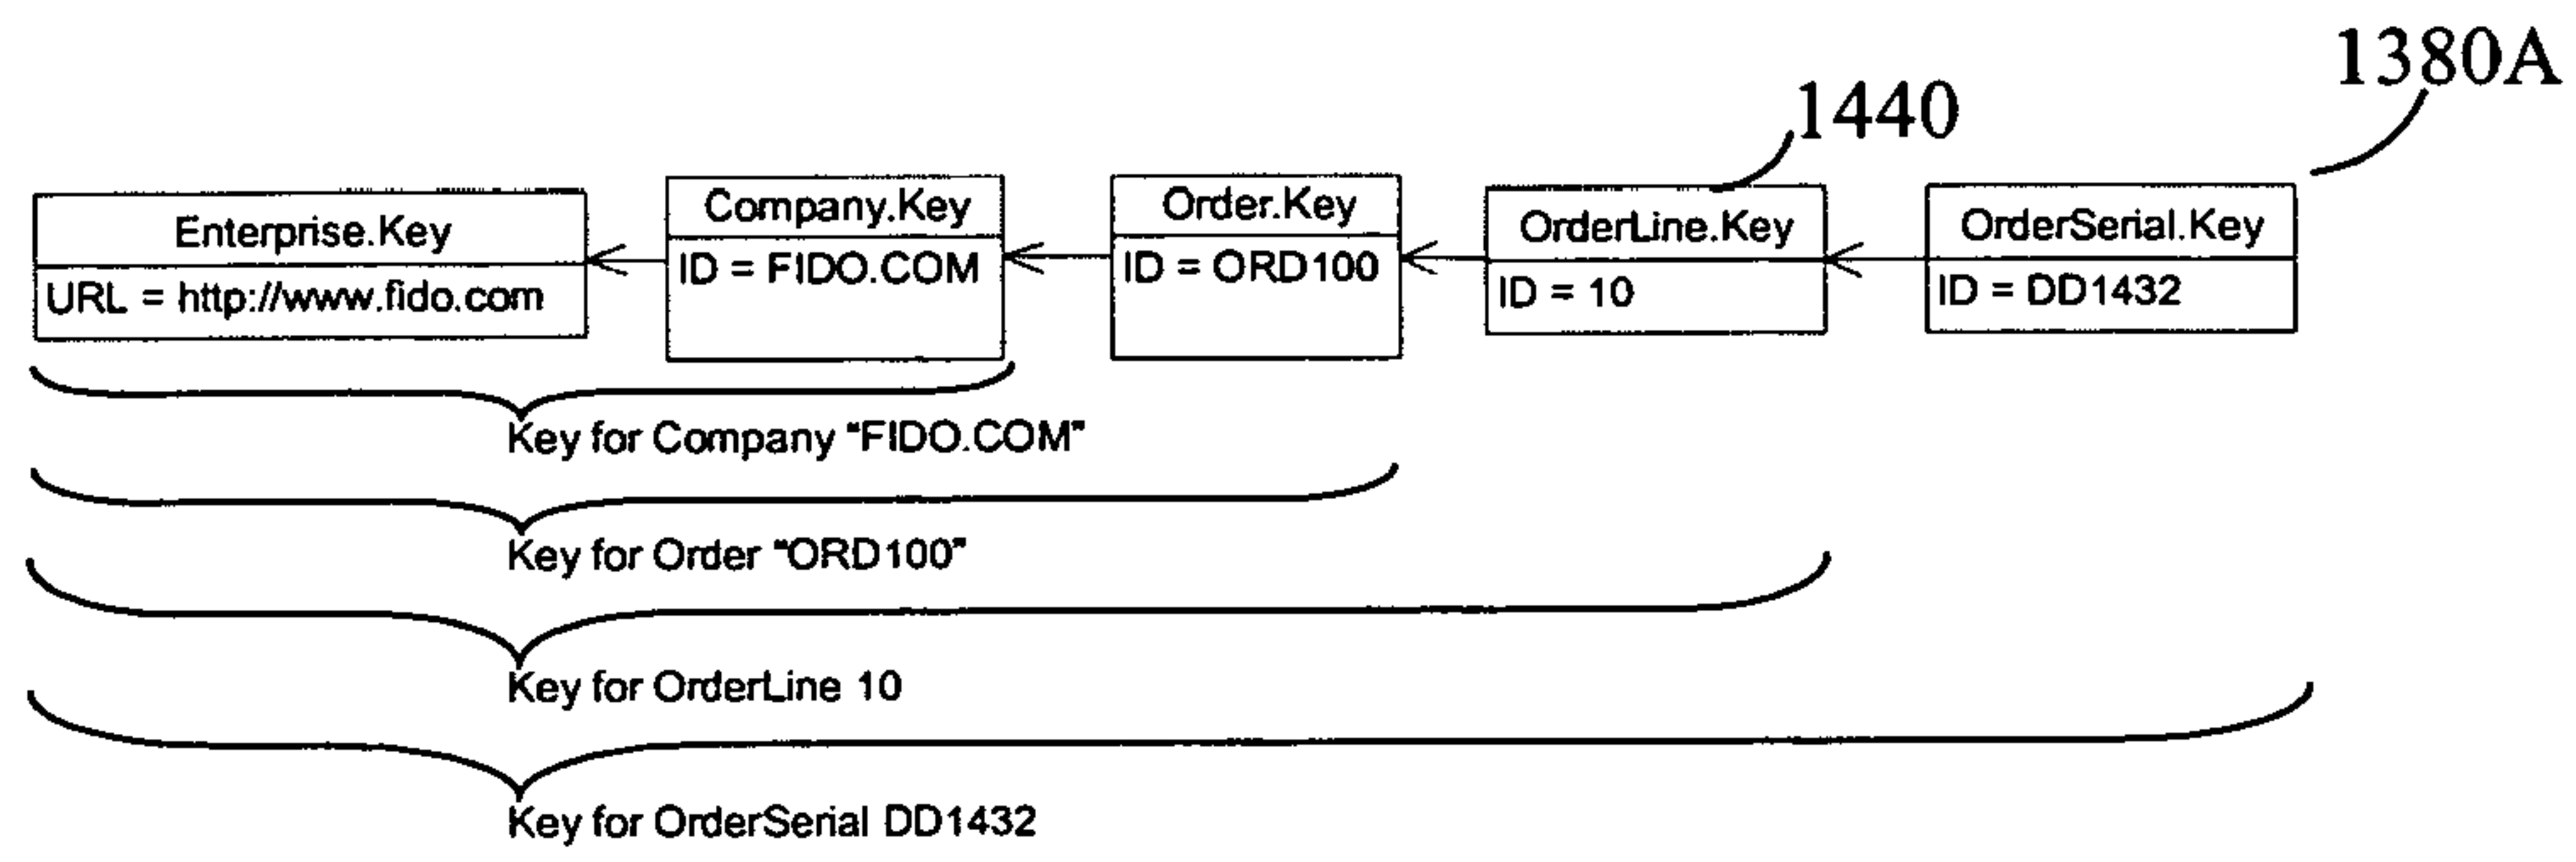 1380A
1440
Enterprise.Key
URL = http://www.fido.com
Company.Key
ID = FIDO.COM
Order.Key
ID = ORD100
OrderLine.Key
ID = 10
OrderSerial.Key
ID = DD1432
Key for Company "FIDO.COM"
Key for Order "ORD100"
Key for OrderLine 10
Key for OrderSerial DD1432